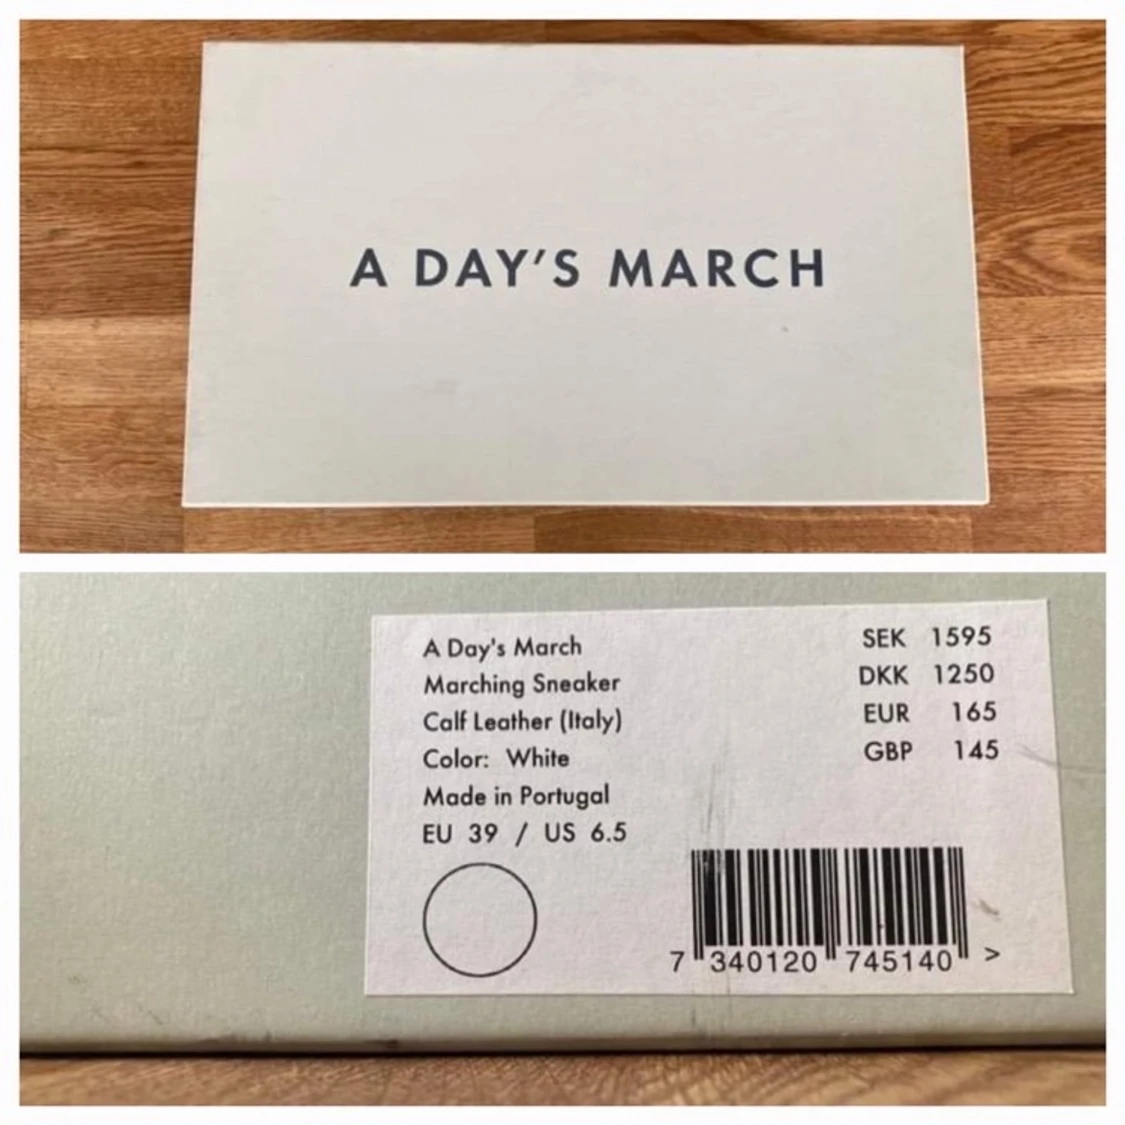 A DAY'S MARCH
A Day's March
Marching Sneaker
Calf Leather (Italy)
Color: White
Made in Portugal
EU 39 / US 6.5
SEK 1595
DKK 1250
EUR 165
GBP 145
7 340120 745140 >